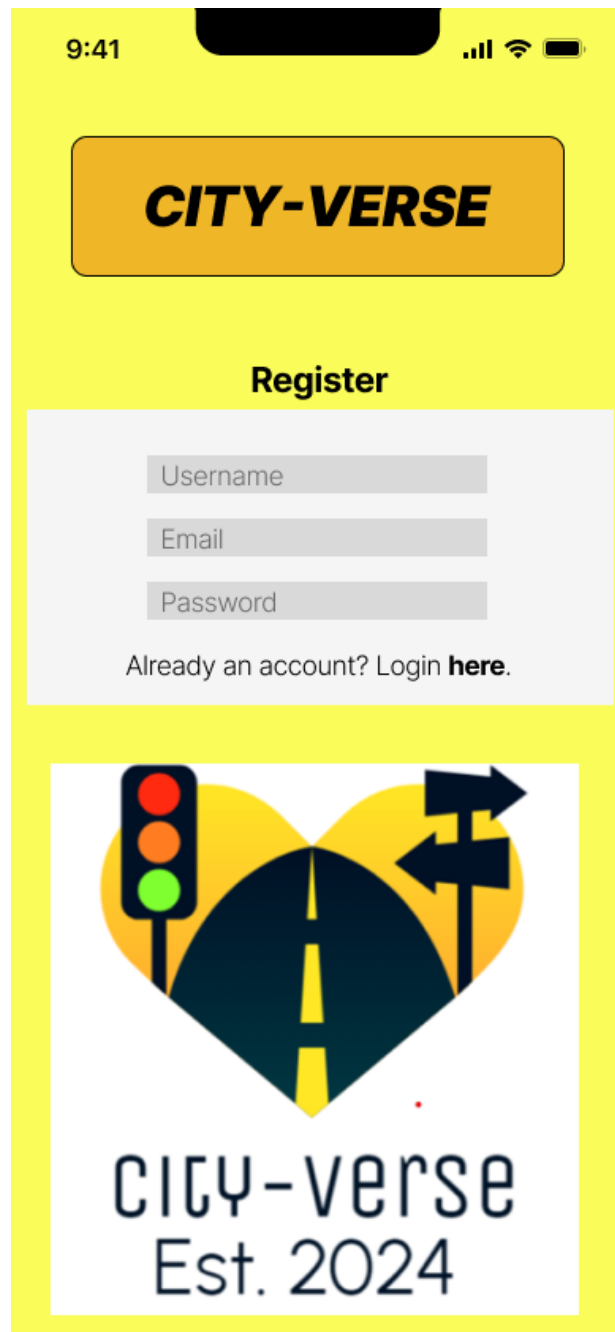 9:41
CITY-VERSE
Register
Username
Email
Password
Already an account? Login here.
city-verse
Est. 2024